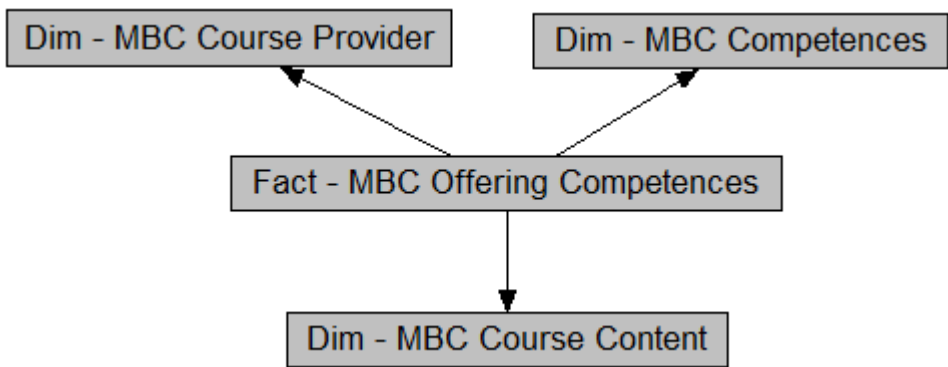 Dim - MBC Course Provider
Dim - MBC Competences
Fact - MBC Offering Competences
Dim - MBC Course Content